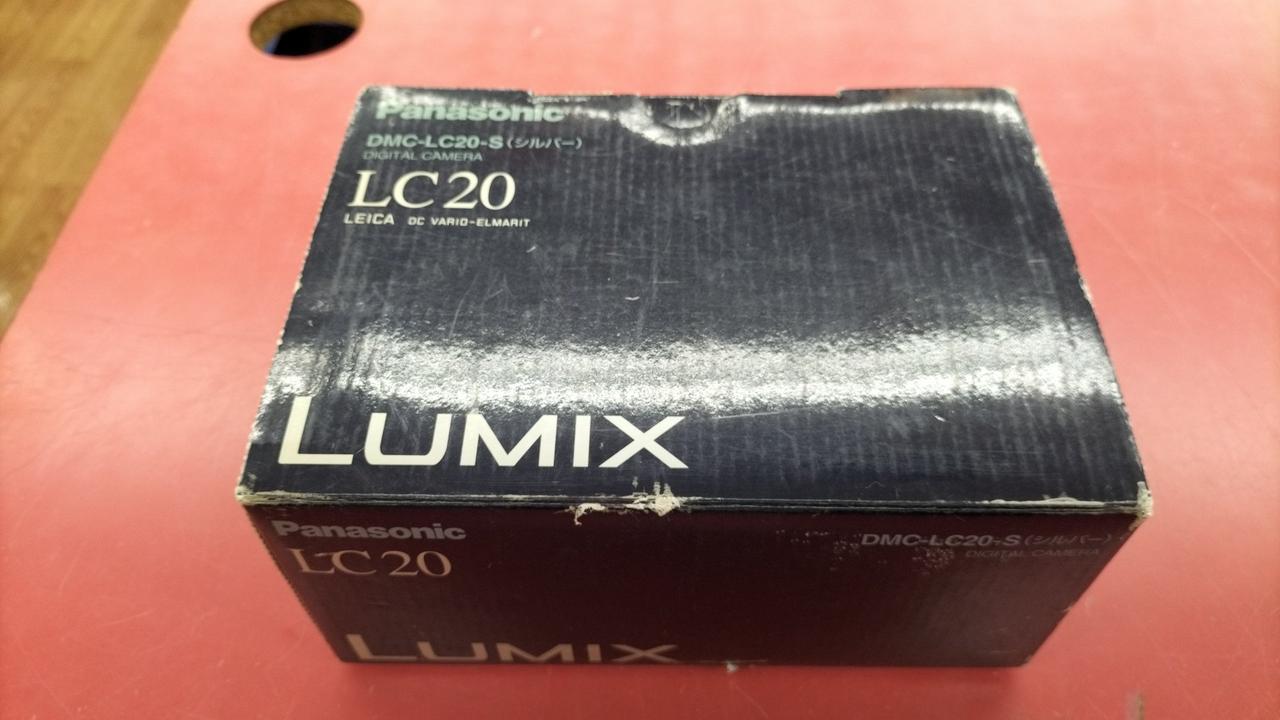 Panasonic
DMC-LC20-S(シルバー)
DIGITAL CAMERA
LC20
LEICA DC VARIO-ELMARIT
LUMIX
Panasonic
LC20
DMC-LC20-S(シルバー)
DIGITAL CAMERA
LUMIX